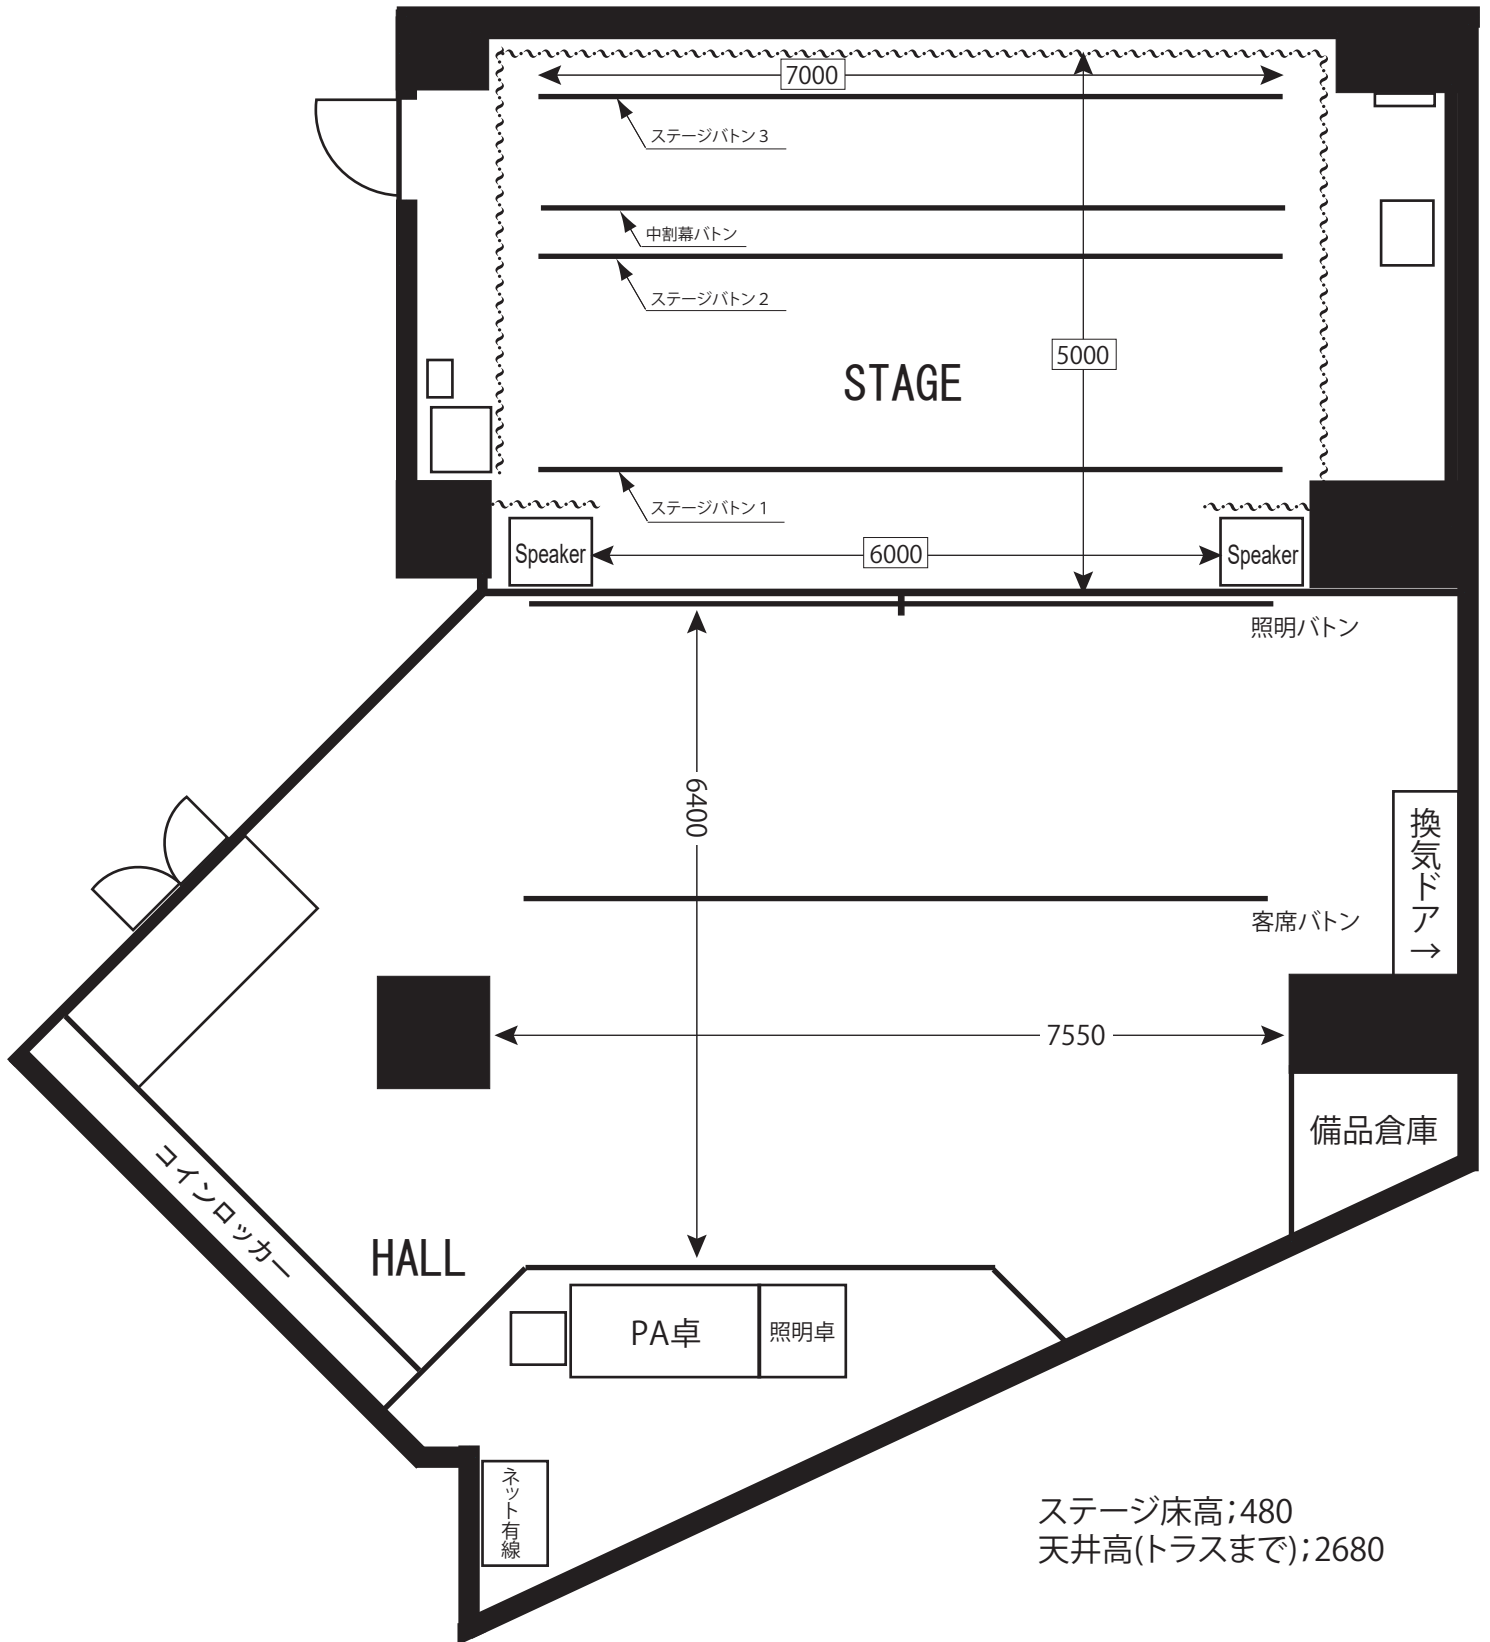 7000
ステージバトン3
中割幕バトン
ステージバトン2
5000
STAGE
ステージバトン1
Speaker
6000
Speaker
照明バトン
6400
換気ドア→
客席バトン
7550
備品倉庫
コインロッカー
HALL
PA卓
照明卓
ネット有線
ステージ床高;480
天井高(トラスまで);2680